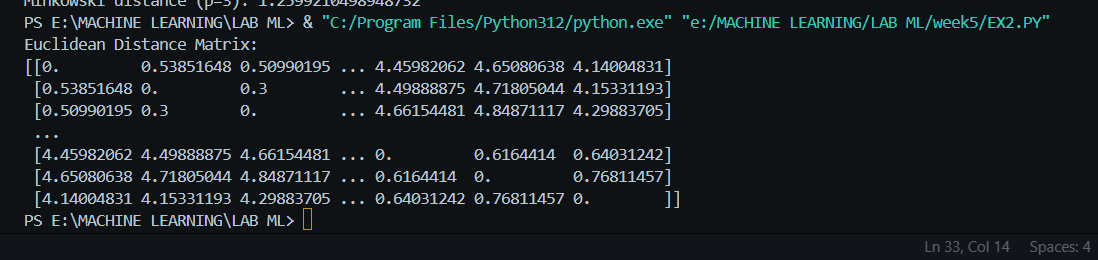 Minkowski distance (p=3): 1.2599210498948732
PS E:\MACHINE LEARNING\LAB ML> & "C:/Program Files/Python312/python.exe" "e:/MACHINE LEARNING/LAB ML/week5/EX2.PY"
Euclidean Distance Matrix:
[[0.         0.53851648 0.50990195 ... 4.45982062 4.65080638 4.14004831]
 [0.53851648 0.         0.3        ... 4.49888875 4.71805044 4.15331193]
 [0.50990195 0.3        0.         ... 4.66154481 4.84871117 4.29883705]
 ...
 [4.45982062 4.49888875 4.66154481 ... 0.         0.6164414  0.64031242]
 [4.65080638 4.71805044 4.84871117 ... 0.6164414  0.         0.76811457]
 [4.14004831 4.15331193 4.29883705 ... 0.64031242 0.76811457 0.        ]]
PS E:\MACHINE LEARNING\LAB ML>
Ln 33, Col 14 Spaces: 4